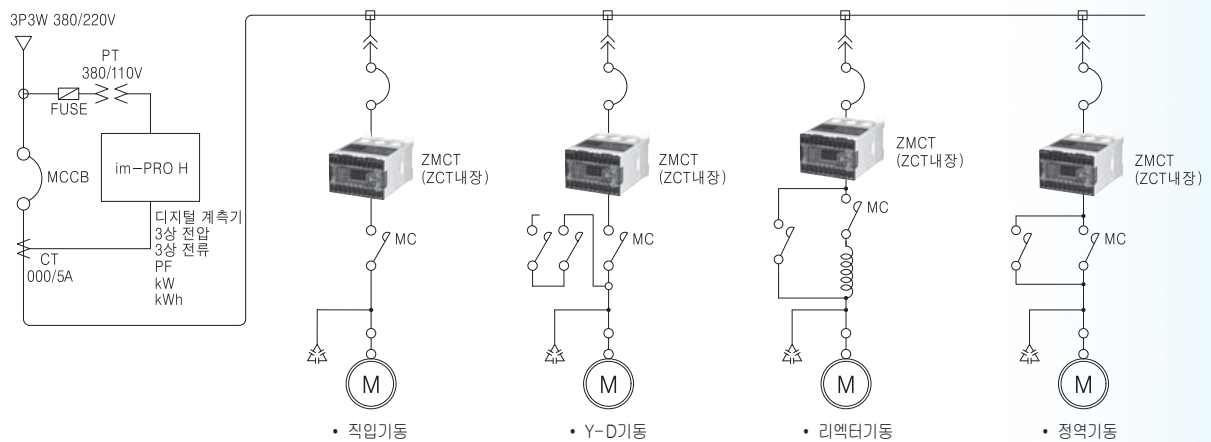 3P3W 380/220V
PT
380/110V
FUSE
MCCB
im-PRO H
디지털 계측기
3상 전압
3상 전류
PF
kW
kWh
CT
000/5A
ZMCT
(ZCT내장)
MC
M
• 직입기동
ZMCT
(ZCT내장)
MC
M
• Y-D기동
ZMCT
(ZCT내장)
MC
M
• 리액터기동
ZMCT
(ZCT내장)
MC
M
• 정역기동